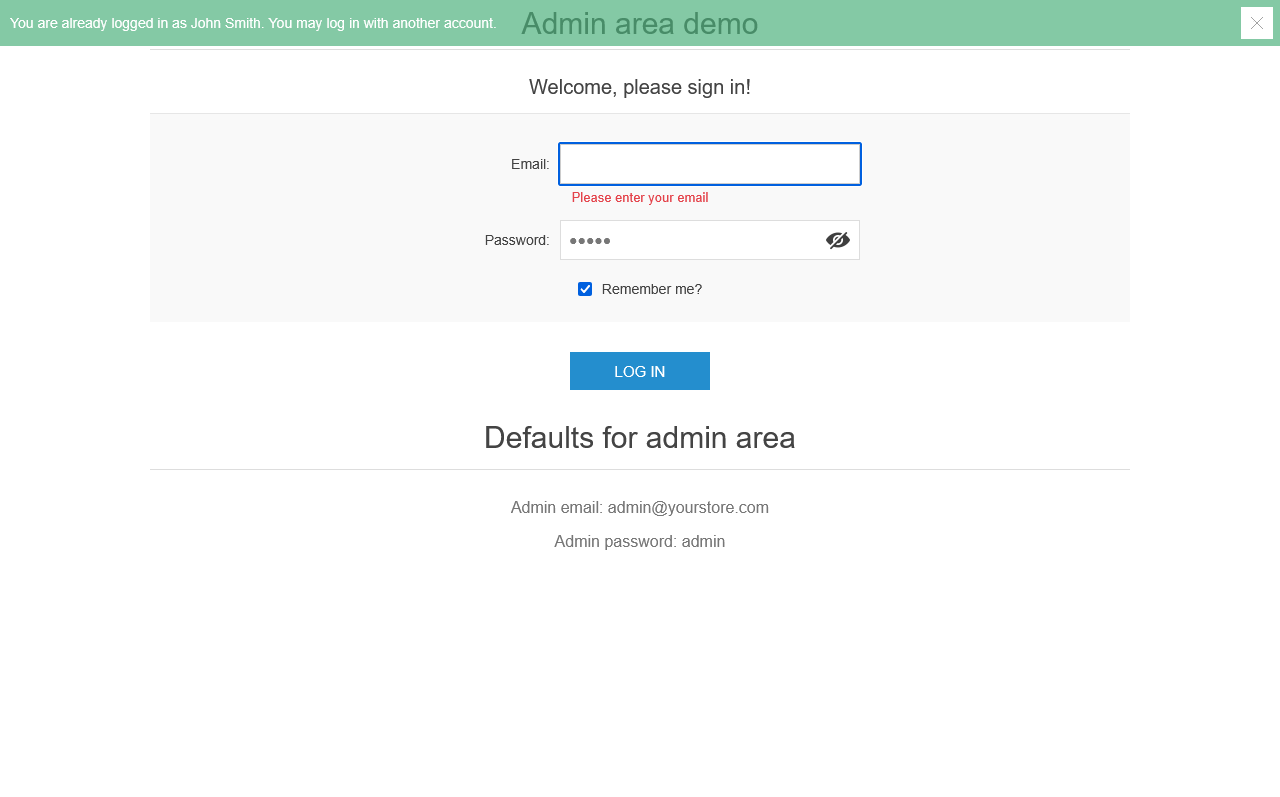 You are already logged in as John Smith. You may log in with another account.
Admin area demo
Welcome, please sign in!
Email:
Please enter your email
Password: •••••
Remember me?
LOG IN
Defaults for admin area
Admin email: admin@yourstore.com
Admin password: admin